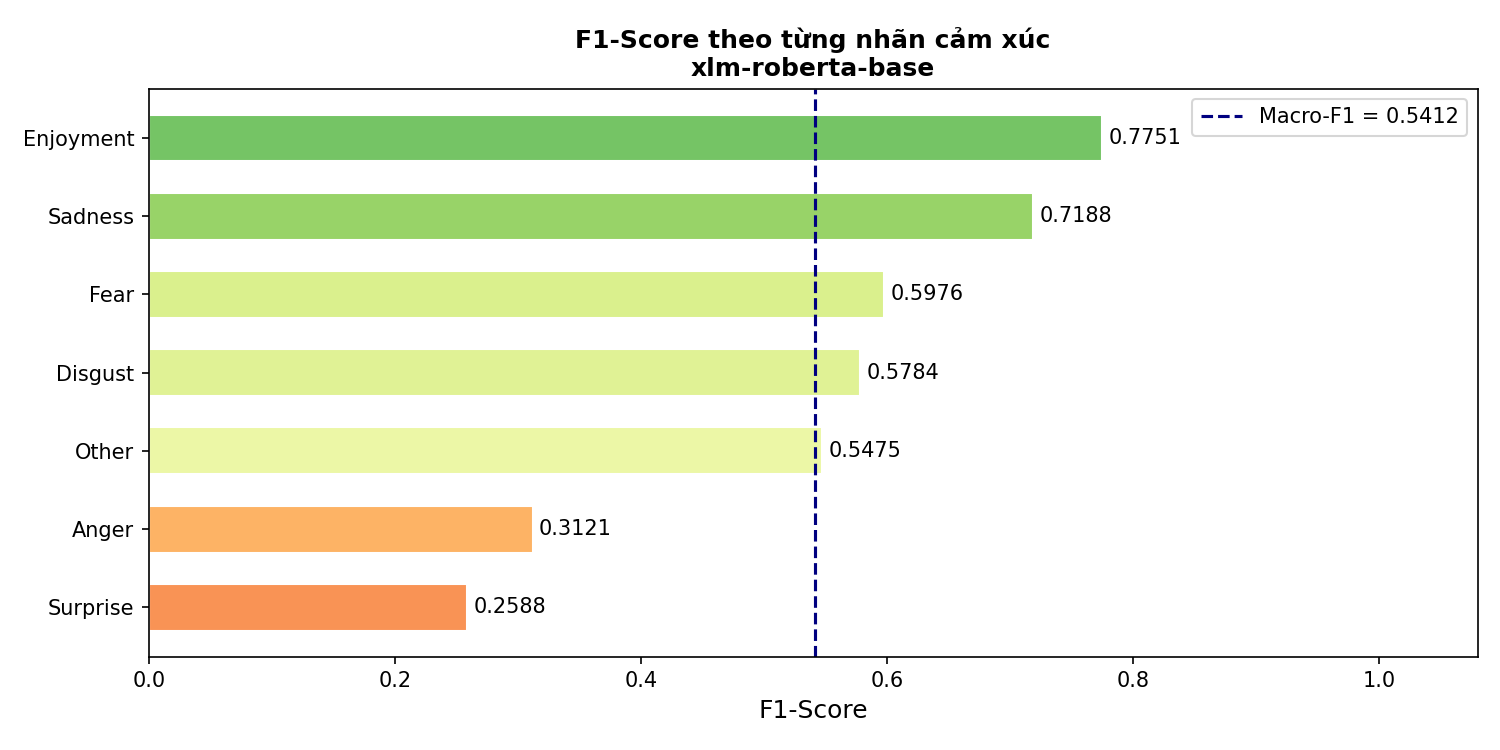 F1-Score theo từng nhãn cảm xúc
xlm-roberta-base
Macro-F1 = 0.5412
Enjoyment 0.7751
Sadness 0.7188
Fear 0.5976
Disgust 0.5784
Other 0.5475
Anger 0.3121
Surprise 0.2588
0.0 0.2 0.4 0.6 0.8 1.0
F1-Score